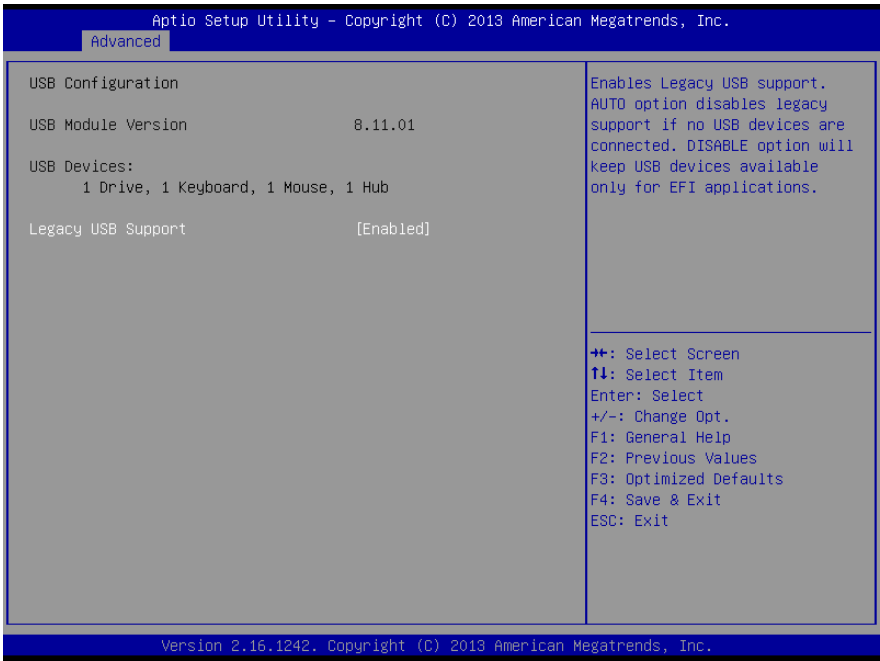 Aptio Setup Utility – Copyright (C) 2013 American Megatrends, Inc.
Advanced
USB Configuration
USB Module Version 8.11.01
USB Devices:
1 Drive, 1 Keyboard, 1 Mouse, 1 Hub
Legacy USB Support [Enabled]
Enables Legacy USB support.
AUTO option disables legacy
support if no USB devices are
connected. DISABLE option will
keep USB devices available
only for EFI applications.
→←: Select Screen
↑↓: Select Item
Enter: Select
+/-: Change Opt.
F1: General Help
F2: Previous Values
F3: Optimized Defaults
F4: Save & Exit
ESC: Exit
Version 2.16.1242. Copyright (C) 2013 American Megatrends, Inc.